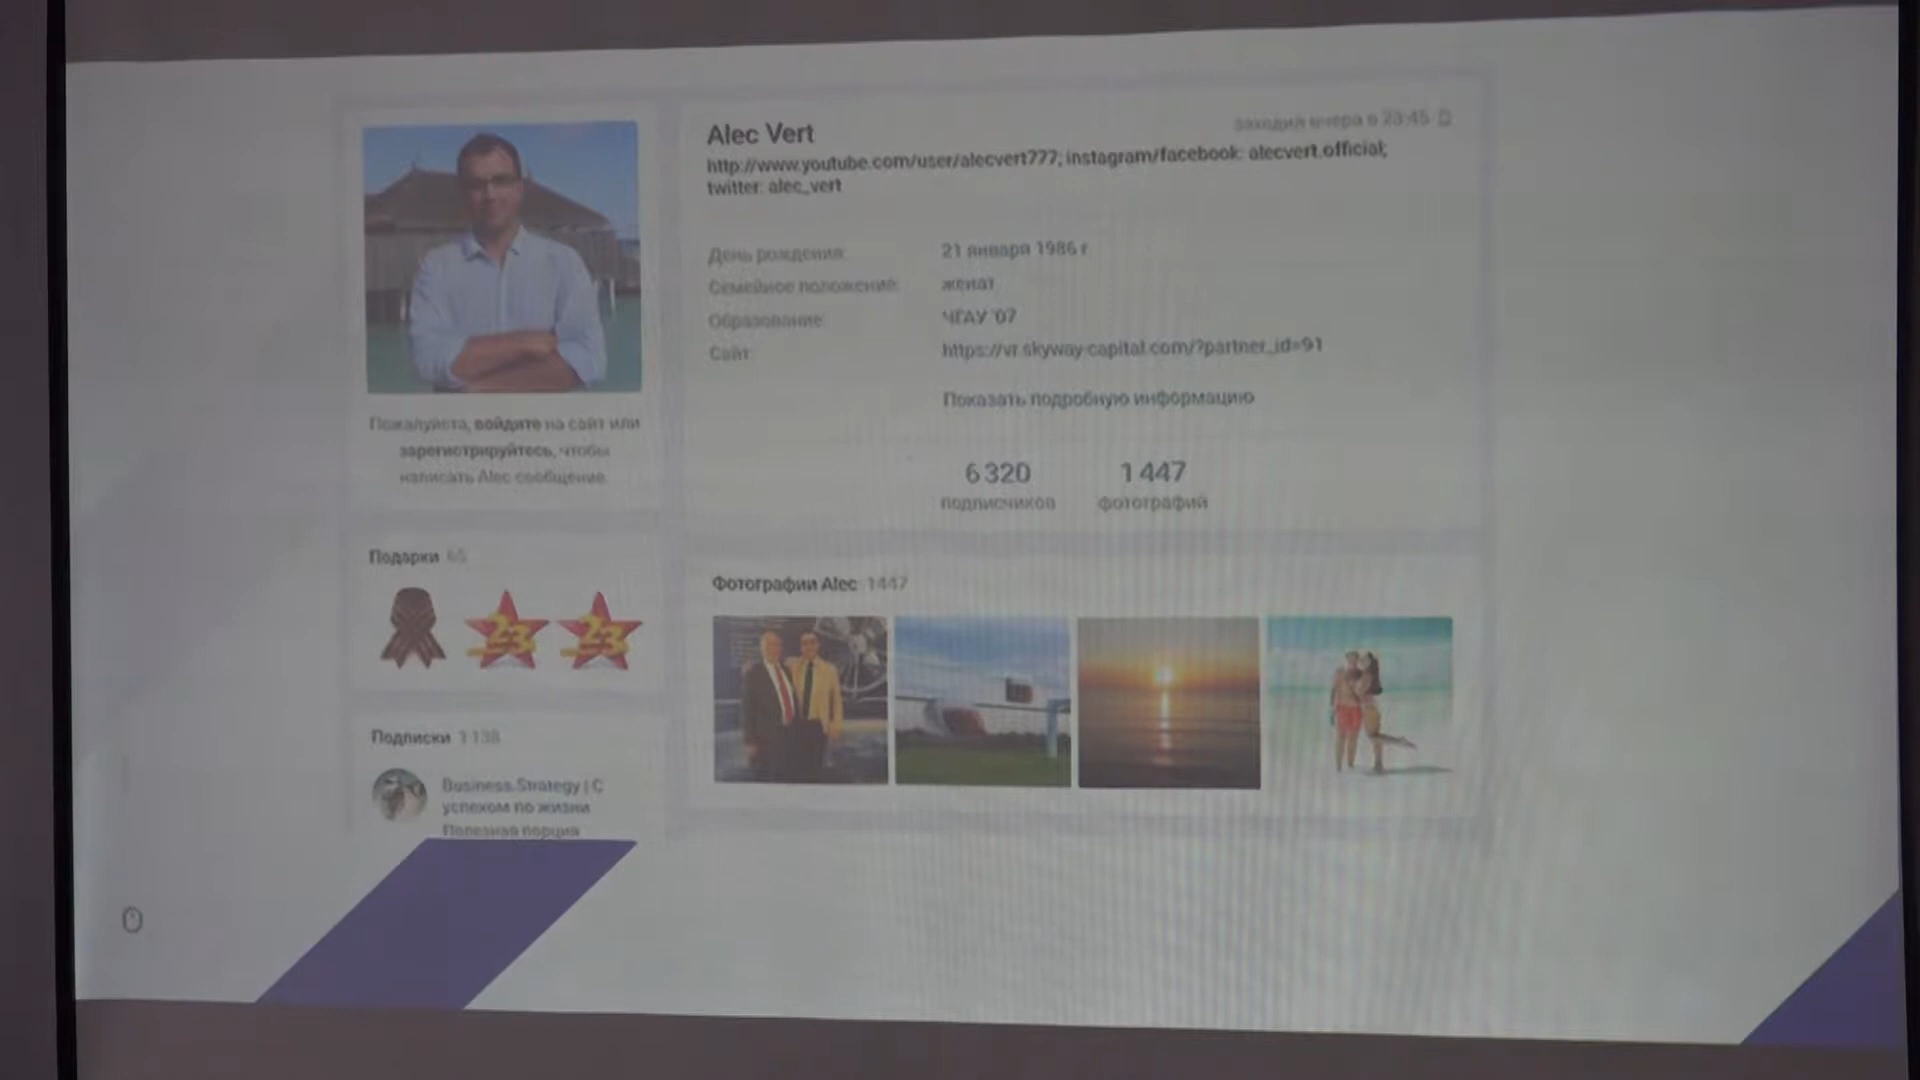 Alec Vert
заходил вчера в 23:45
http://www.youtube.com/user/alecvert777; instagram/facebook: alecvert.official;
twitter: alec_vert
День рождения: 21 января 1986 г.
Семейное положение: женат
Образование: ЧГАУ '07
Сайт: https://vr.skyway-capital.com/?partner_id=91
Показать подробную информацию
6 320 1 447
подписчиков фотографий
Пожалуйста, войдите на сайт или
зарегистрируйтесь, чтобы
написать Alec сообщение.
Подарки 65
23 23
Фотографии Alec 1447
Подписки 1 138
Business.Strategy | С
успехом по жизни
Полезная порция